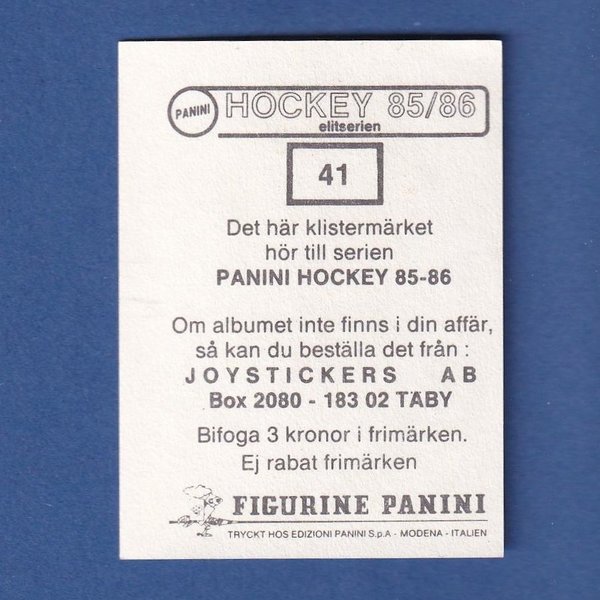 PANINI HOCKEY 85/86
elitserien
41
Det här klistermärket
hör till serien
PANINI HOCKEY 85-86
Om albumet inte finns i din affär,
så kan du beställa det från :
JOYSTICKERS AB
Box 2080 - 183 02 TÄBY
Bifoga 3 kronor i frimärken.
Ej rabat frimärken
FIGURINE PANINI
TRYCKT HOS EDIZIONI PANINI S.p.A - MODENA - ITALIEN